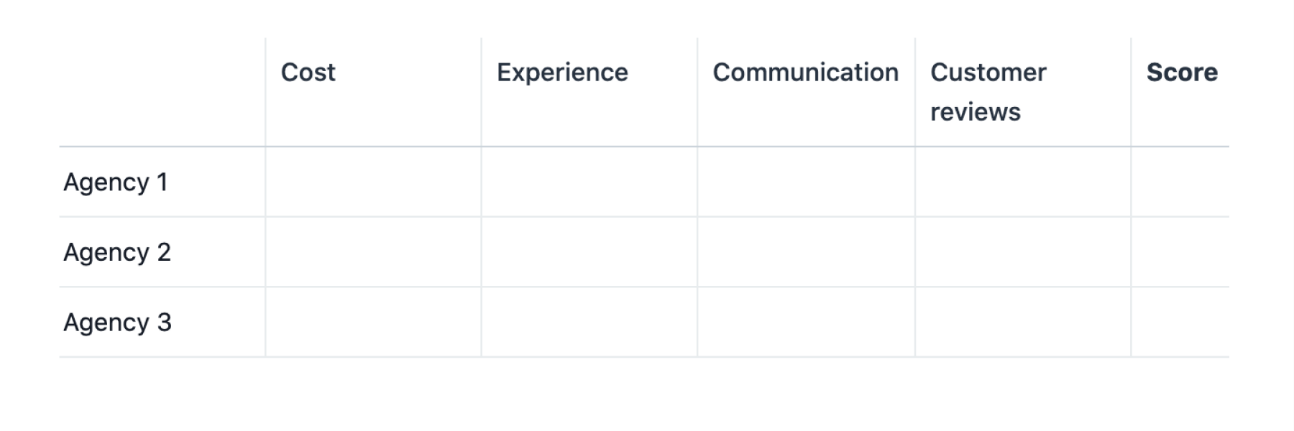 Cost Experience Communication Customer reviews Score
Agency 1
Agency 2
Agency 3